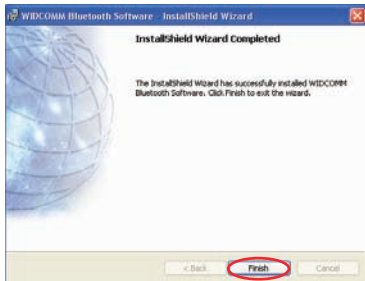 WIDCOMM Bluetooth Software - InstallShield Wizard
InstallShield Wizard Completed
The InstallShield Wizard has successfully installed WIDCOMM
Bluetooth Software. Click Finish to exit the wizard.
< Back
Finish
Cancel